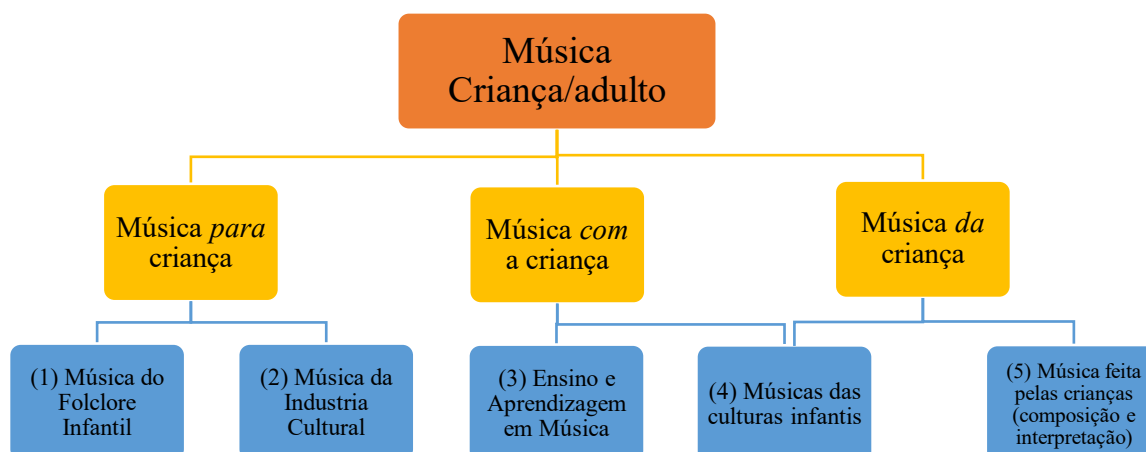 Música
Criança/adulto
Música para
criança
Música com
a criança
Música da
criança
(1) Música do
Folclore
Infantil
(2) Música da
Industria
Cultural
(3) Ensino e
Aprendizagem
em Música
(4) Músicas das
culturas infantis
(5) Música feita
pelas crianças
(composição e
interpretação)